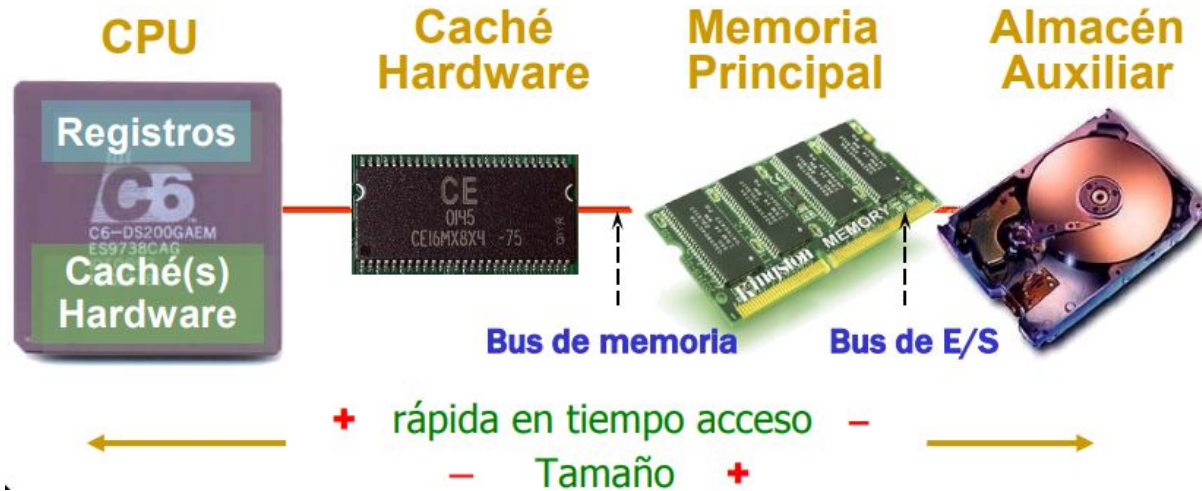 CPU
Caché
Hardware
Memoria
Principal
Almacén
Auxiliar
Registros
C6
C6-DS200GAEM
ES9738CAG
Caché(s)
Hardware
CE
0145
CE16MX8X4 -75
MEMORY
Kingston
Bus de memoria
Bus de E/S
+ rápida en tiempo acceso –
– Tamaño +